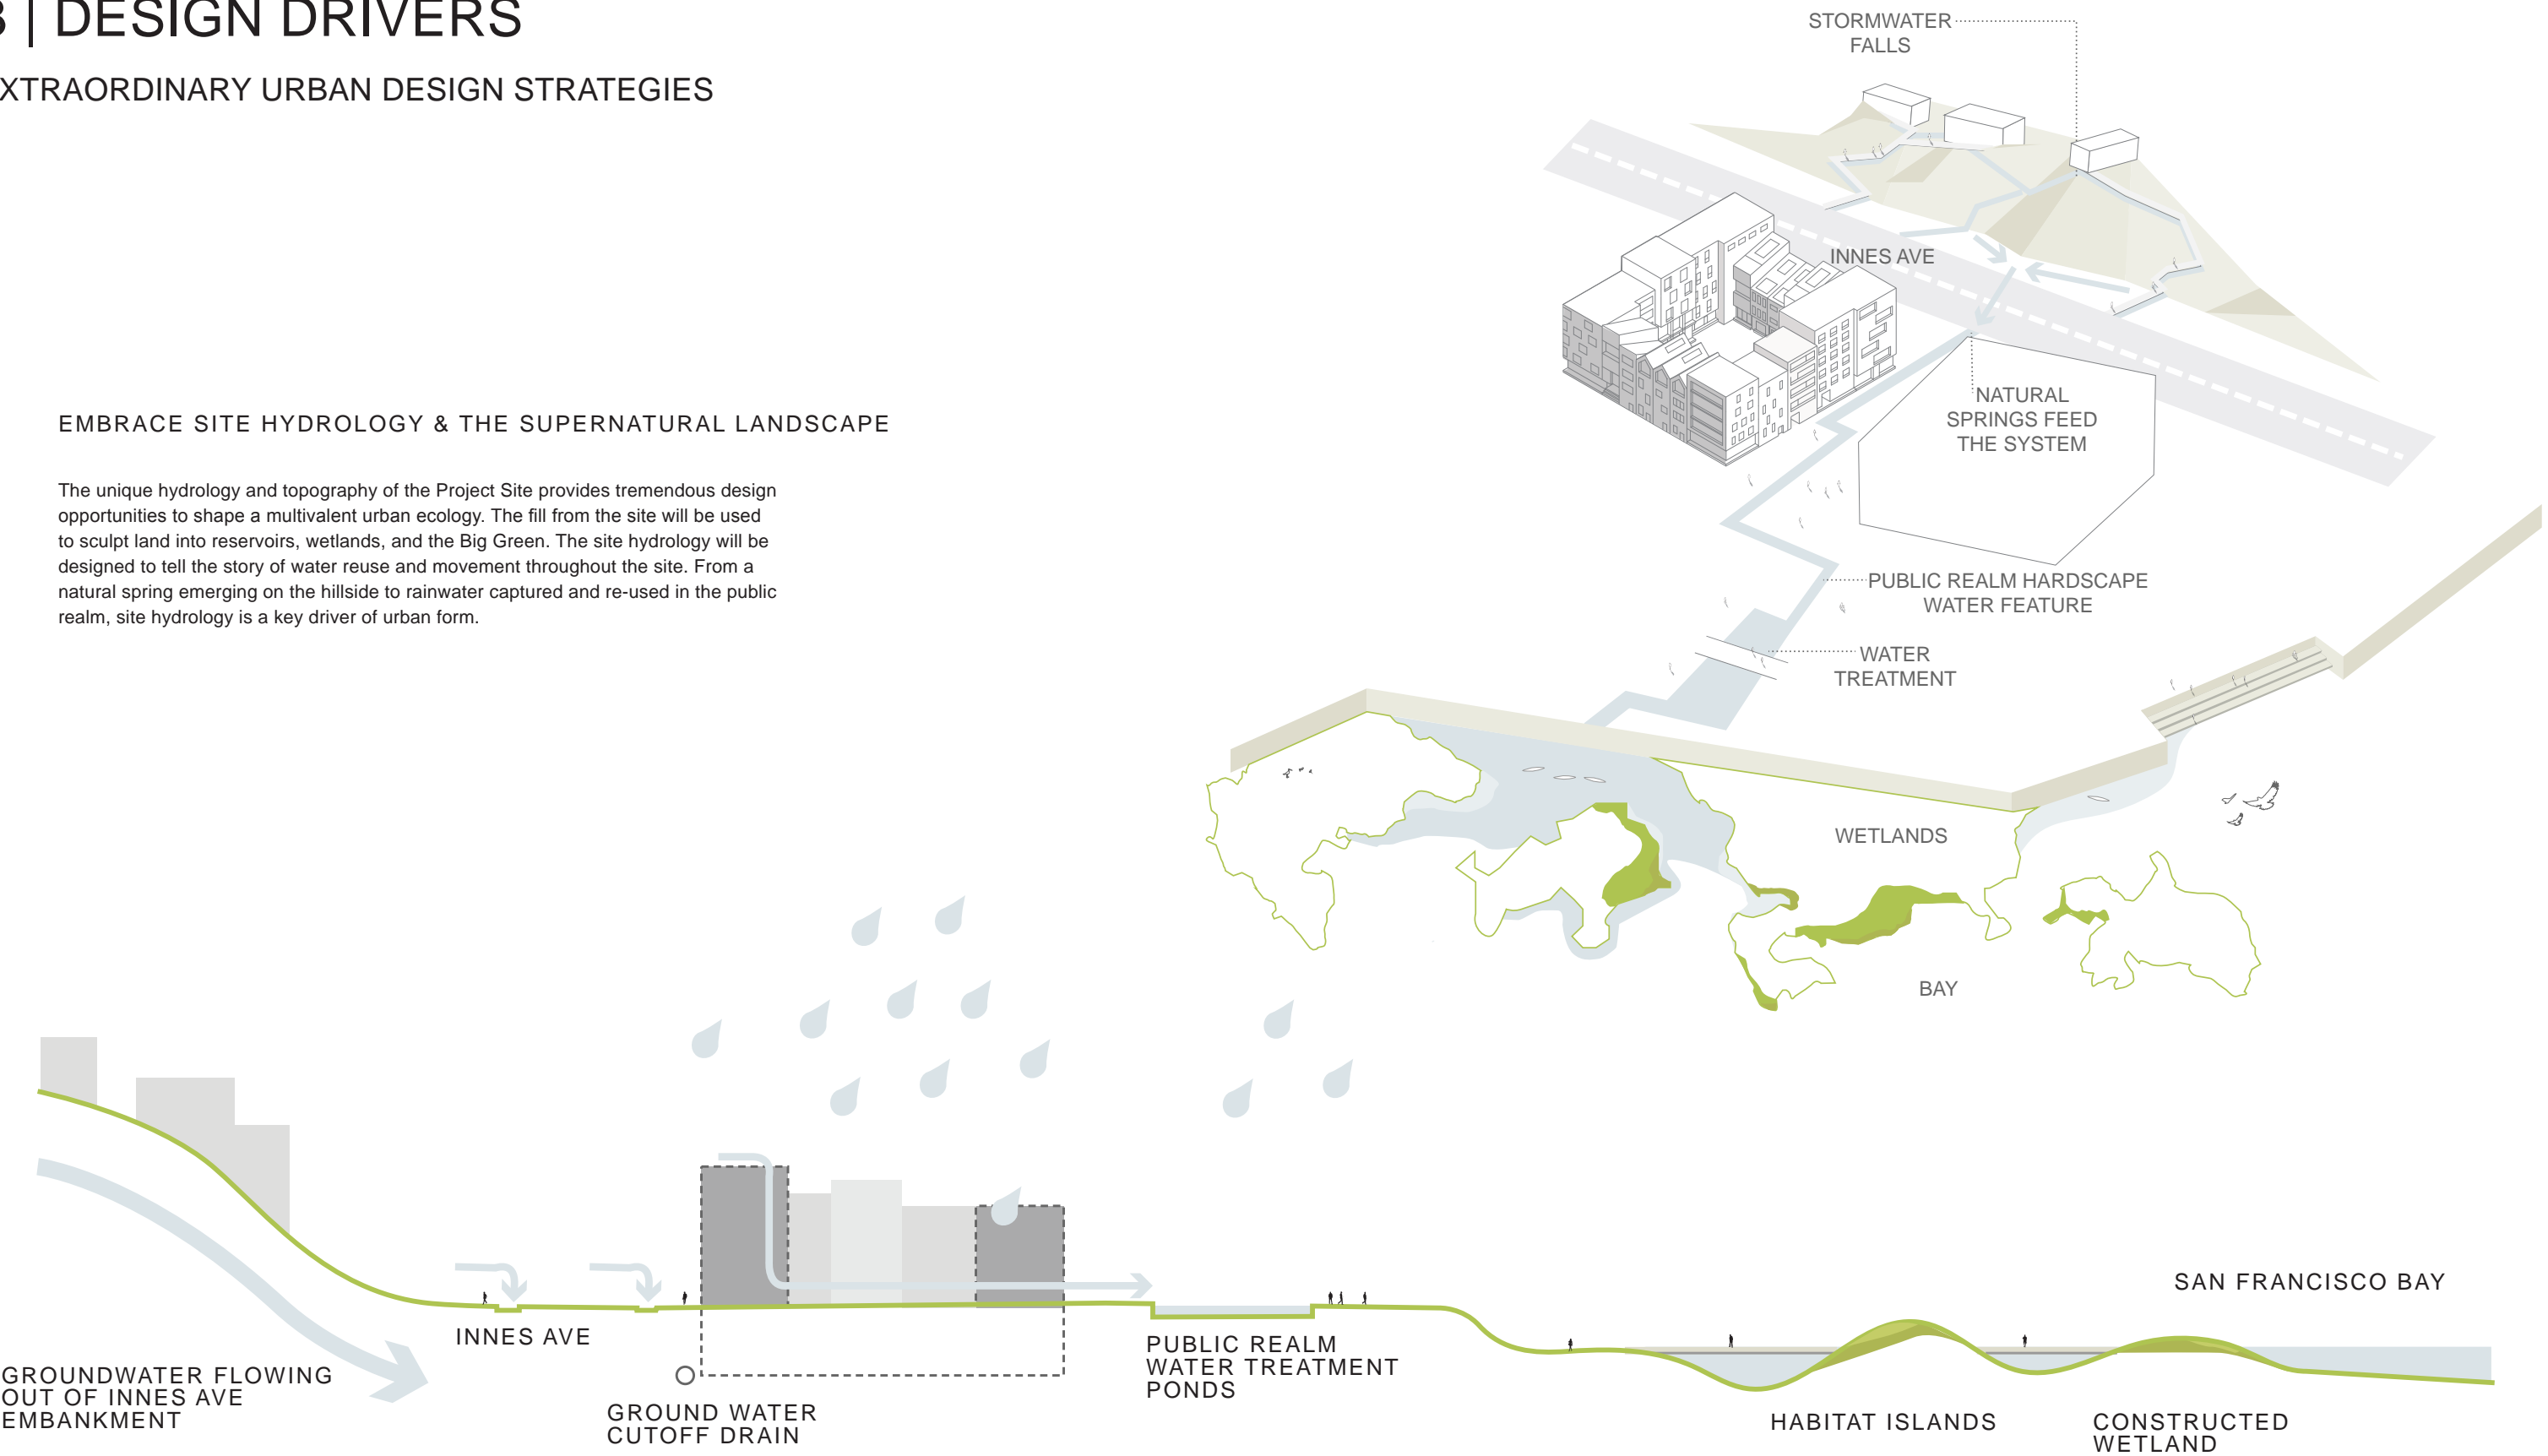 | DESIGN DRIVERS
XTRAORDINARY URBAN DESIGN STRATEGIES
EMBRACE SITE HYDROLOGY & THE SUPERNATURAL LANDSCAPE
The unique hydrology and topography of the Project Site provides tremendous design
opportunities to shape a multivalent urban ecology. The fill from the site will be used
to sculpt land into reservoirs, wetlands, and the Big Green. The site hydrology will be
designed to tell the story of water reuse and movement throughout the site. From a
natural spring emerging on the hillside to rainwater captured and re-used in the public
realm, site hydrology is a key driver of urban form.
STORMWATER
FALLS
INNES AVE
NATURAL
SPRINGS FEED
THE SYSTEM
PUBLIC REALM HARDSCAPE
WATER FEATURE
WATER
TREATMENT
WETLANDS
BAY
GROUNDWATER FLOWING
OUT OF INNES AVE
EMBANKMENT
INNES AVE
GROUND WATER
CUTOFF DRAIN
PUBLIC REALM
WATER TREATMENT
PONDS
SAN FRANCISCO BAY
HABITAT ISLANDS
CONSTRUCTED
WETLAND